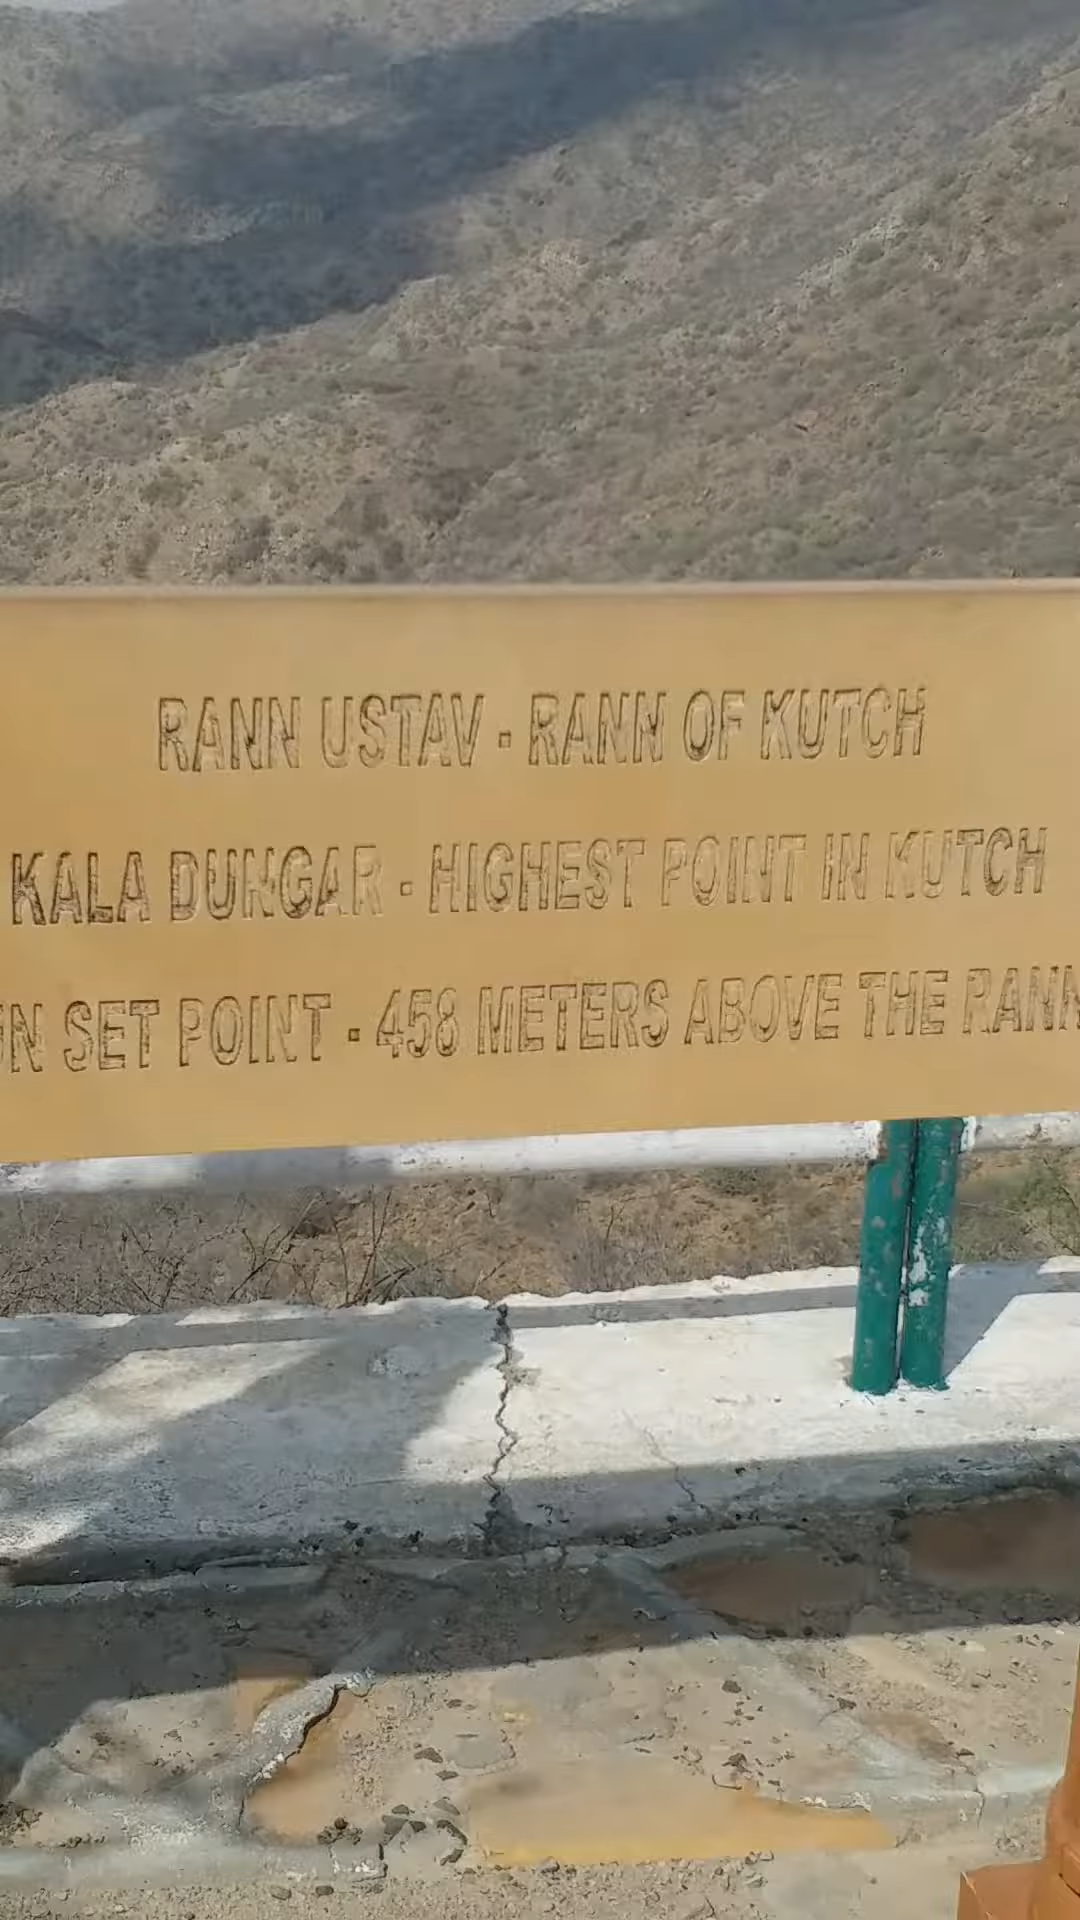 RANN USTAV - RANN OF KUTCH
KALA DUNGAR - HIGHEST POINT IN KUTCH
SET POINT - 458 METERS ABOVE THE RANN